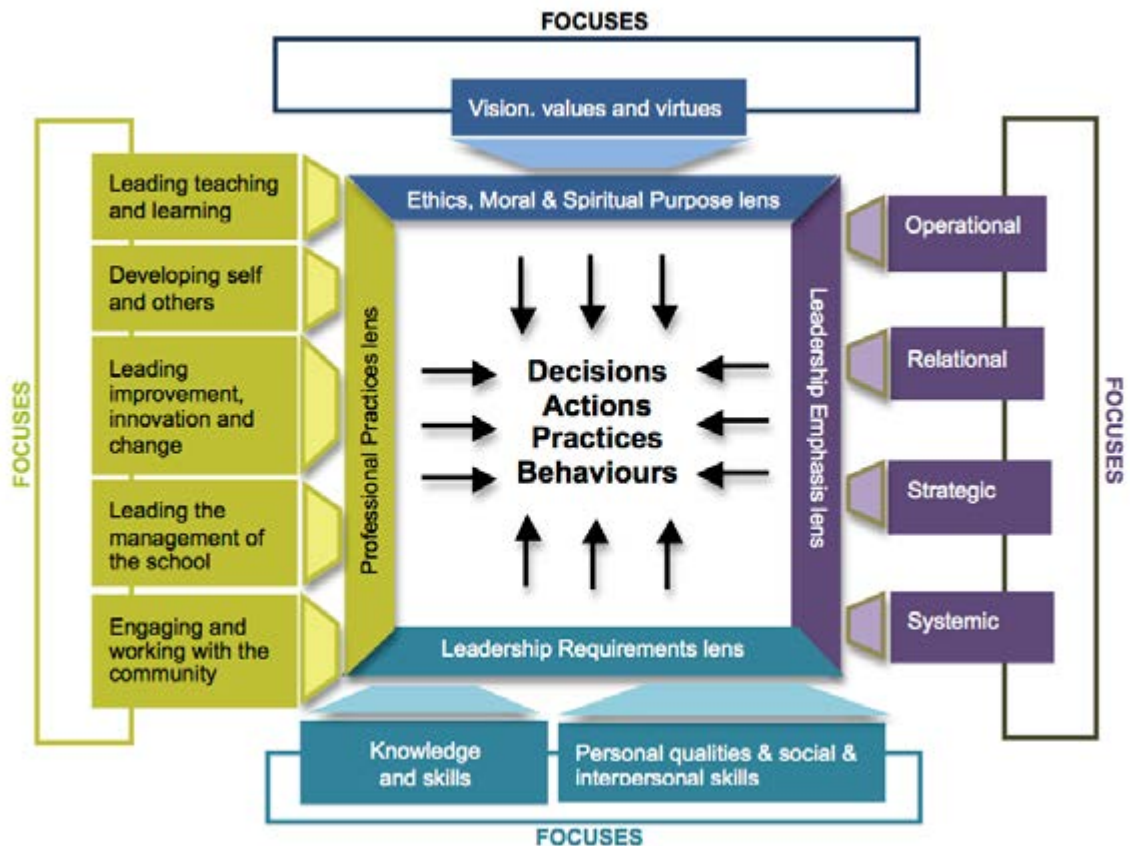 FOCUSES
Vision. values and virtues
Ethics, Moral & Spiritual Purpose lens
FOCUSES
Leading teaching
and learning
Developing self
and others
Leading
improvement,
innovation and
change
Leading the
management of
the school
Engaging and
working with the
community
Professional Practices lens
Decisions
Actions
Practices
Behaviours
Leadership Emphasis lens
Operational
Relational
Strategic
Systemic
FOCUSES
Leadership Requirements lens
Knowledge
and skills
Personal qualities & social &
interpersonal skills
FOCUSES